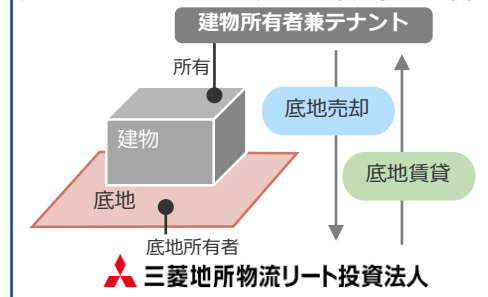 建物所有者兼テナント
所有
底地売却
建物
底地賃貸
底地
底地所有者
三菱地所物流リート投資法人